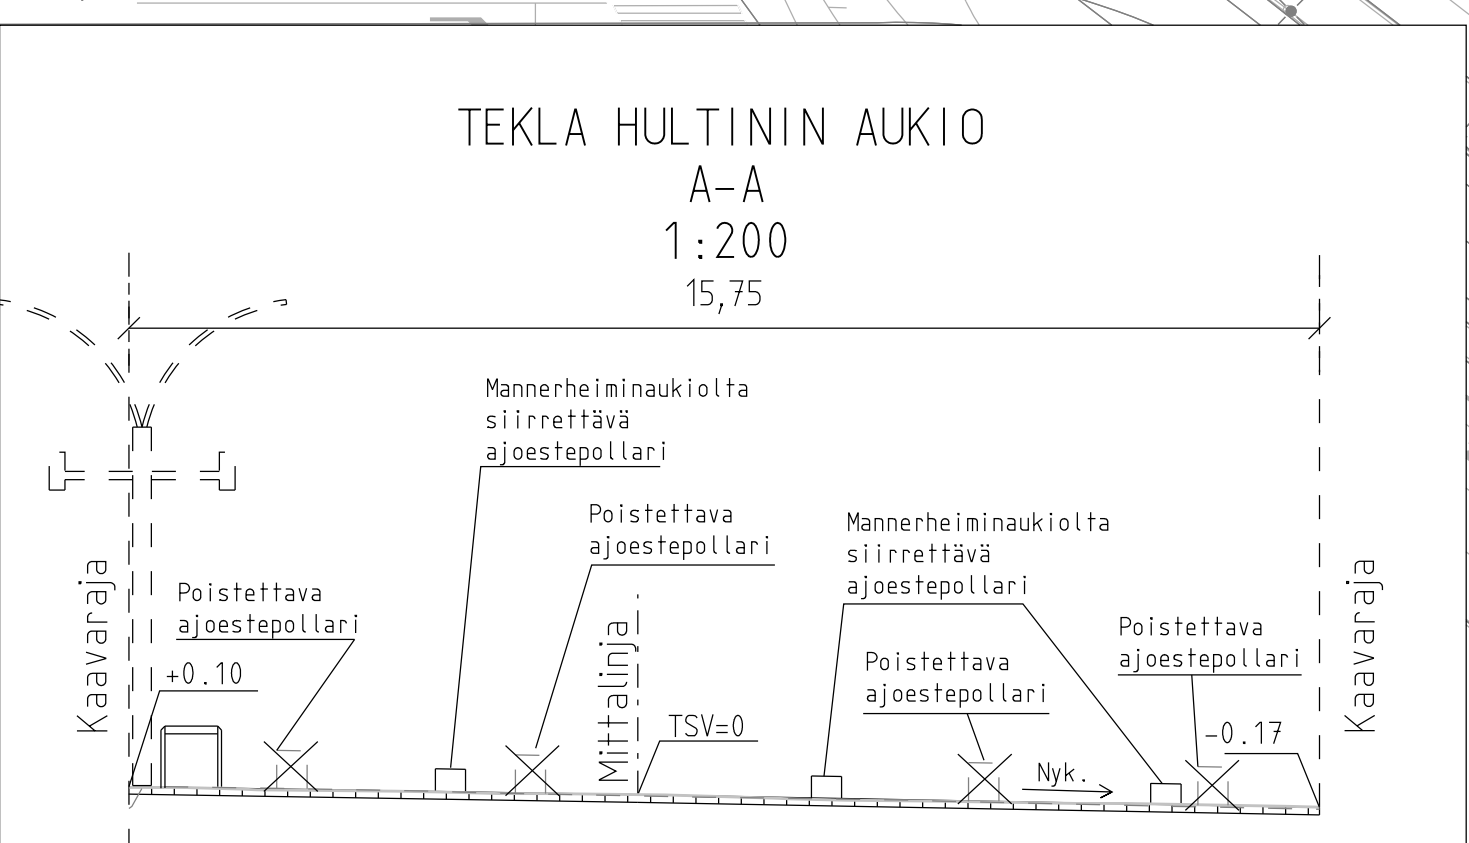 TEKLA HULTININ AUKIO
A-A
1:200
15,75
Mannerheiminaukiolta
siirrettävä
ajoestepollari
Poistettava
ajoestepollari
Mannerheiminaukiolta
siirrettävä
ajoestepollari
Kaavaraja
Poistettava
ajoestepollari
+0.10
Mittalinja
TSV=0
Poistettava
ajoestepollari
Poistettava
ajoestepollari
-0.17
Nyk.
Kaavaraja